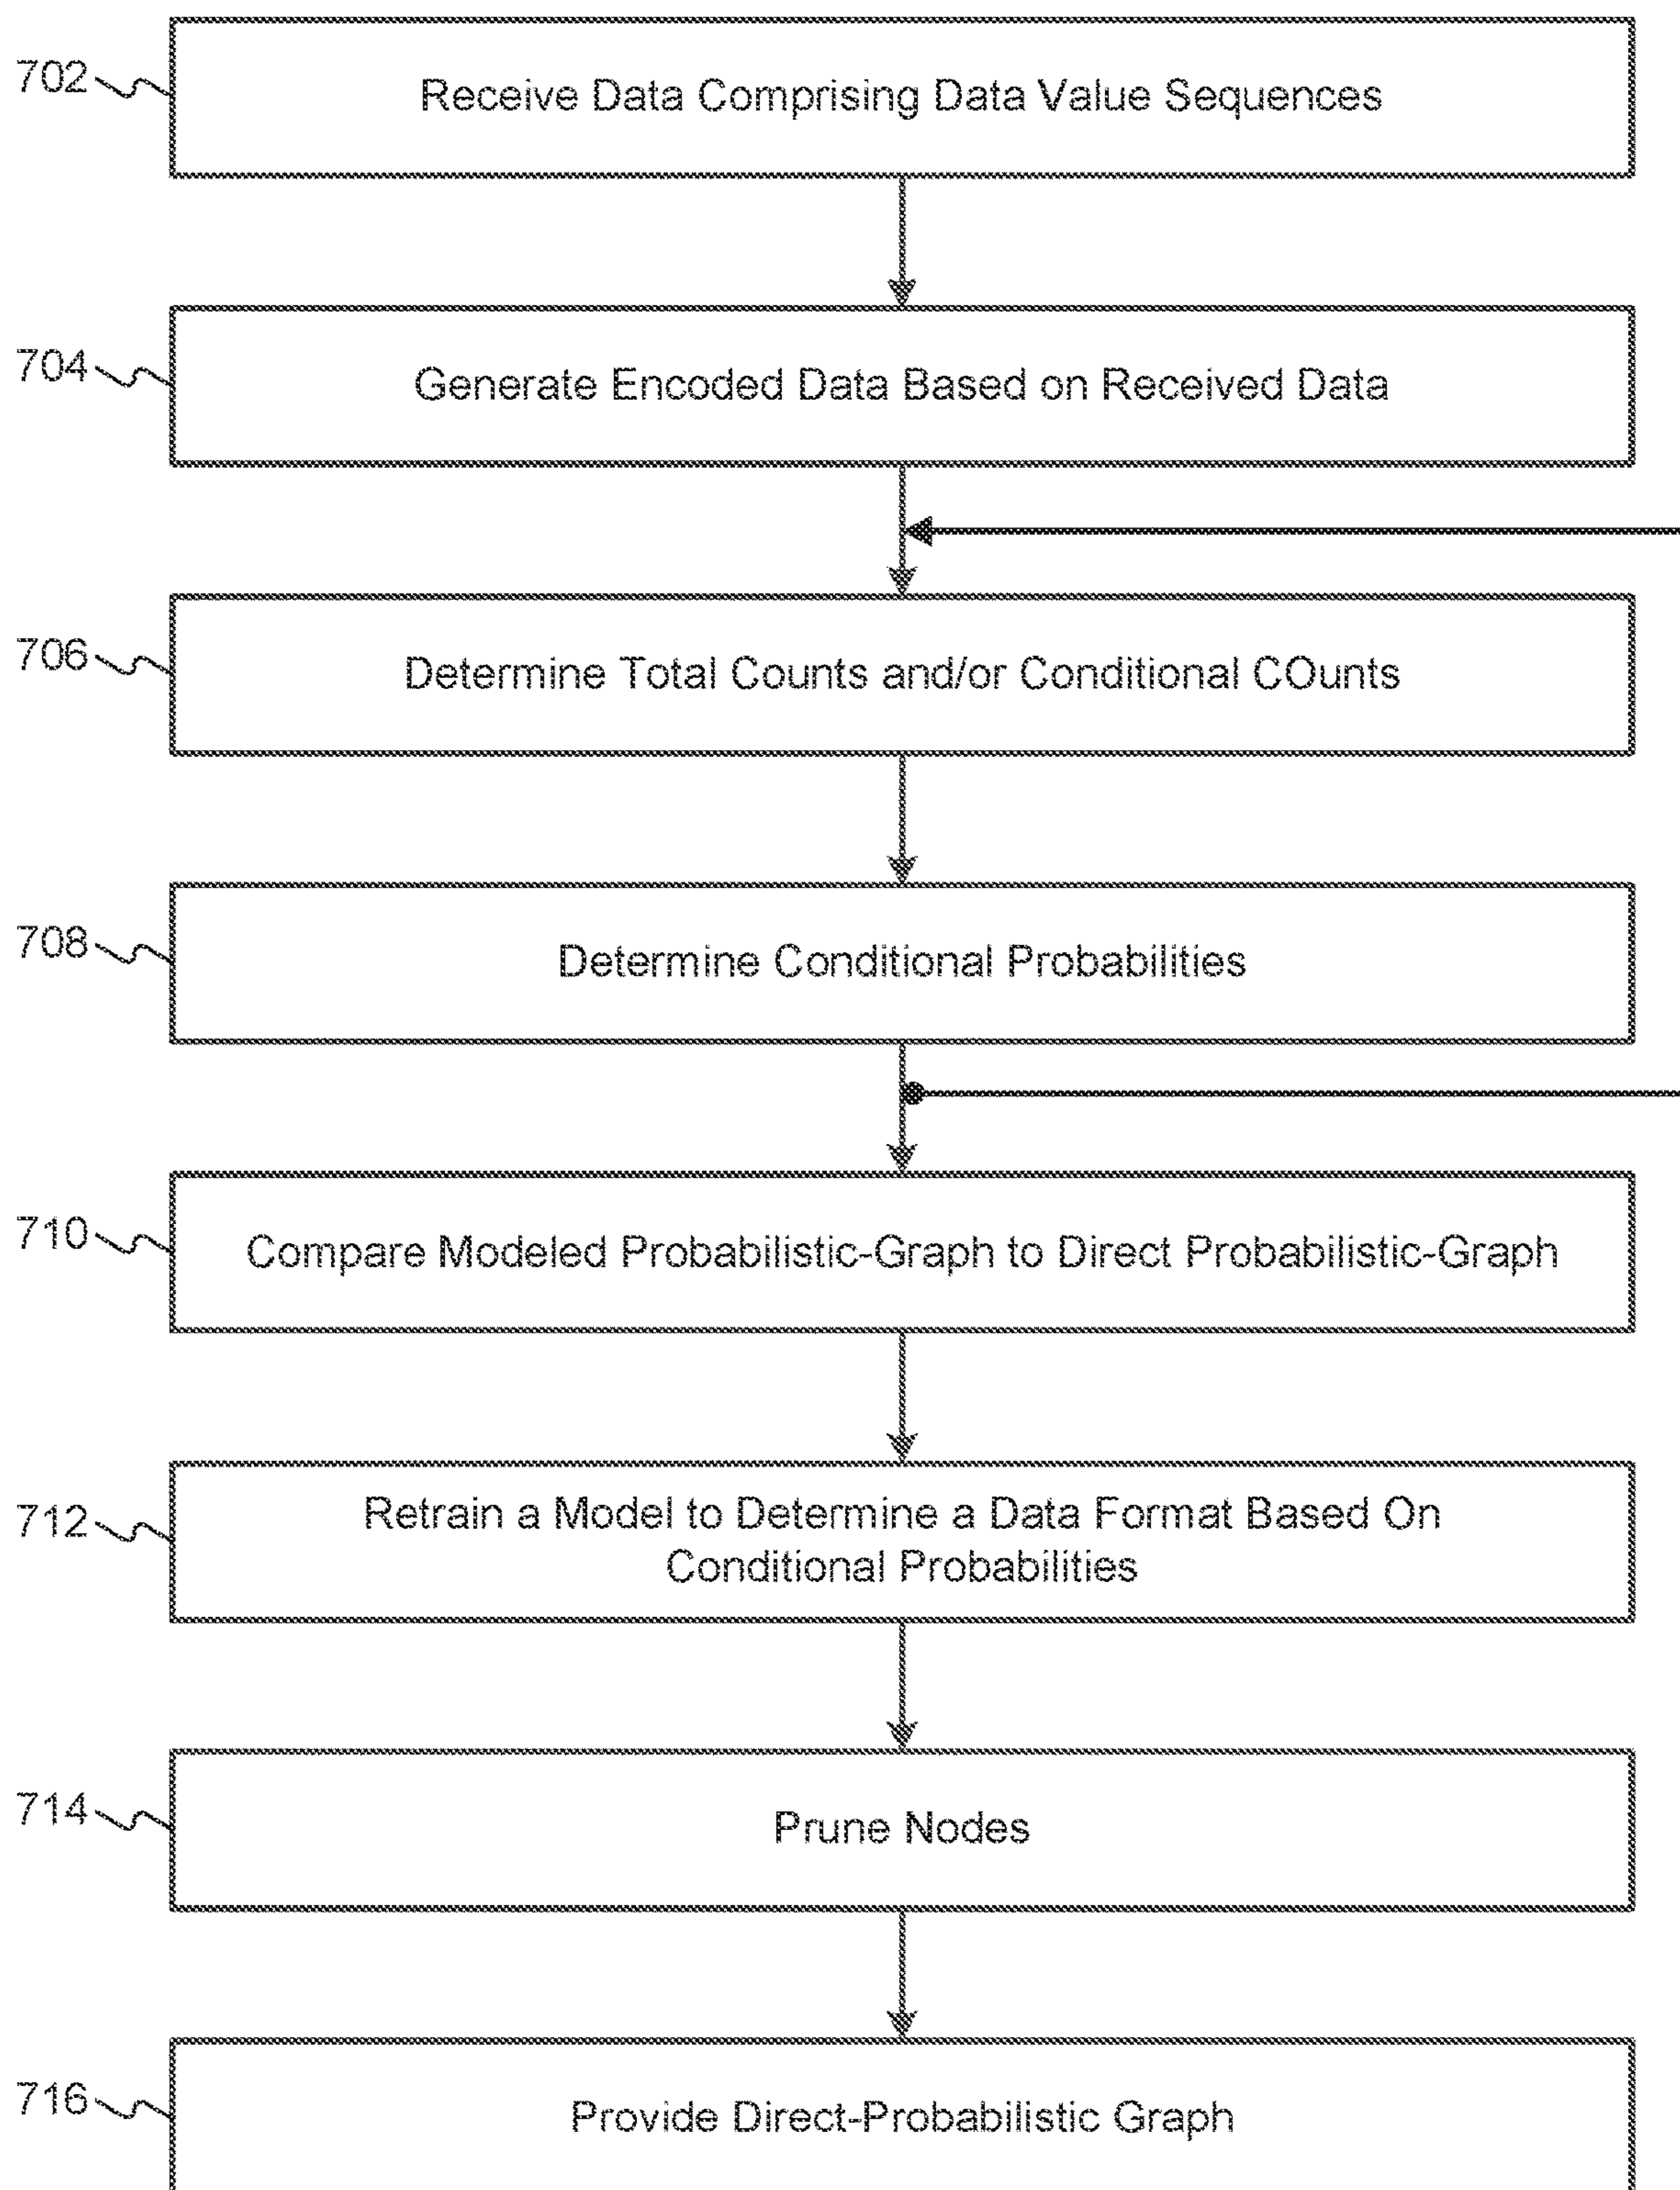 702
Receive Data Comprising Data Value Sequences
704
Generate Encoded Data Based on Received Data
706
Determine Total Counts and/or Conditional COunts
708
Determine Conditional Probabilities
710
Compare Modeled Probabilistic-Graph to Direct Probabilistic-Graph
712
Retrain a Model to Determine a Data Format Based On
Conditional Probabilities
714
Prune Nodes
716
Provide Direct-Probabilistic Graph